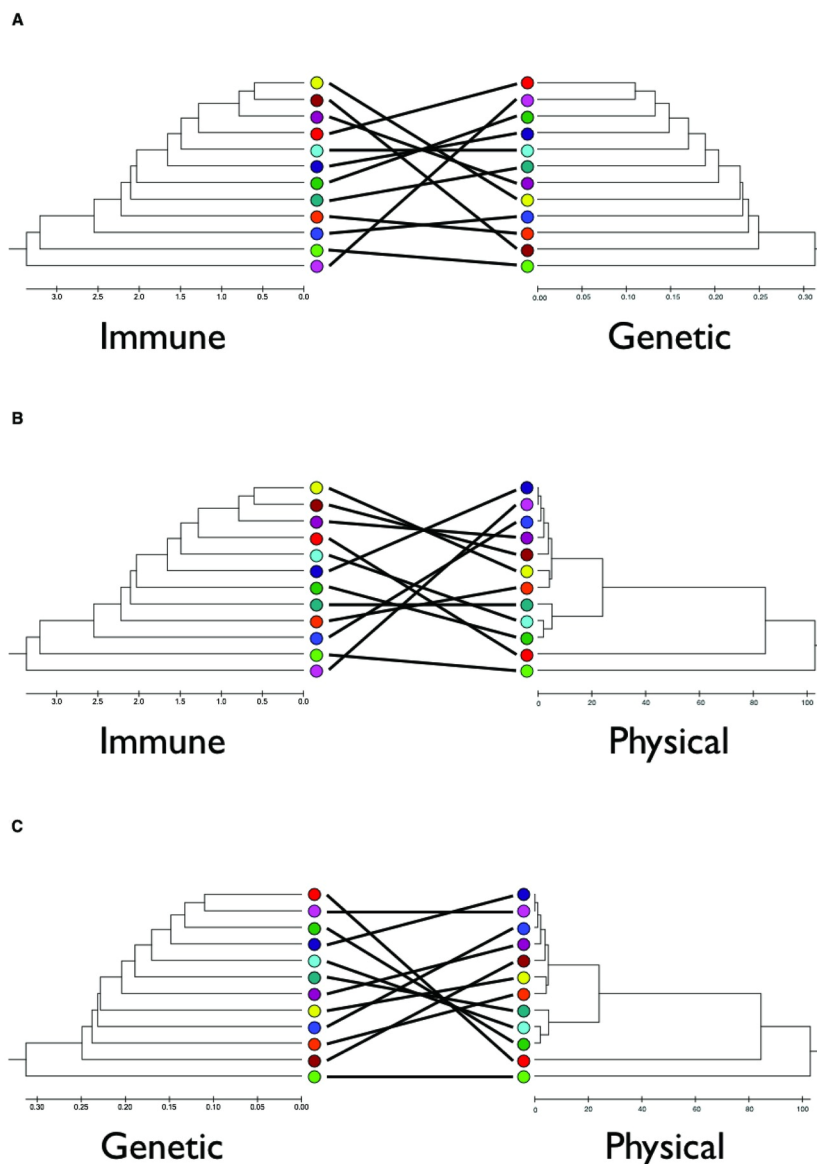 A
3.0 2.5 2.0 1.5 1.0 0.5 0.0 0.00 0.05 0.10 0.15 0.20 0.25 0.30
Immune Genetic
B
3.0 2.5 2.0 1.5 1.0 0.5 0.0 0 20 40 60 80 100
Immune Physical
C
0.30 0.25 0.20 0.15 0.10 0.05 0.00 0 20 40 60 80 100
Genetic Physical